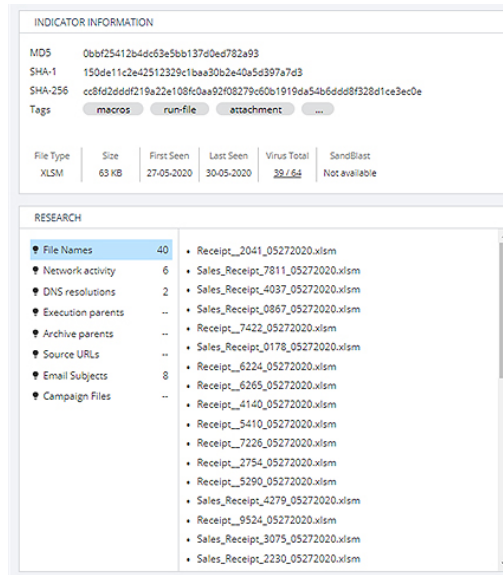 INDICATOR INFORMATION
MD5 0bbf25412b4dc63e5bb137d0ed782a93
SHA-1 150de11c2e42512329c1baa30b2e40a5d397a7d3
SHA-256 cc8fd2dddf219a22e108fc0aa92f08279c60b1919da54b6ddd8f328d1ce3ec0e
Tags macros run-file attachment ...
File Type Size First Seen Last Seen Virus Total SandBlast
XLSM 63 KB 27-05-2020 30-05-2020 39 / 64 Not available
RESEARCH
File Names 40
Network activity 6
DNS resolutions 2
Execution parents --
Archive parents --
Source URLs --
Email Subjects 8
Campaign Files --
Receipt__2041_05272020.xlsm
Sales_Receipt_7811_05272020.xlsm
Sales_Receipt_4037_05272020.xlsm
Sales_Receipt_0867_05272020.xlsm
Receipt__7422_05272020.xlsm
Sales_Receipt_0178_05272020.xlsm
Receipt__6224_05272020.xlsm
Receipt__6265_05272020.xlsm
Receipt__4140_05272020.xlsm
Receipt__5410_05272020.xlsm
Receipt__7226_05272020.xlsm
Receipt__2754_05272020.xlsm
Receipt__5290_05272020.xlsm
Sales_Receipt_4279_05272020.xlsm
Receipt__9524_05272020.xlsm
Sales_Receipt_3075_05272020.xlsm
Sales_Receipt_2230_05272020.xlsm